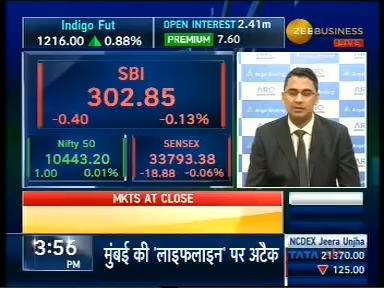 Indigo Fut
1216.00 ▲ 0.88%
OPEN INTEREST 2.41m
PREMIUM 7.60
ZEE BUSINESS
LIVE
SBI
302.85
-0.40 -0.13%
Nifty 50
10443.20
1.00 0.01%
SENSEX
33793.38
-18.88 -0.06%
MKTS AT CLOSE
3:56
PM
मुंबई की 'लाइफलाइन' पर अटैक
NCDEX Jeera Unjha
21370.00
▼ 125.00